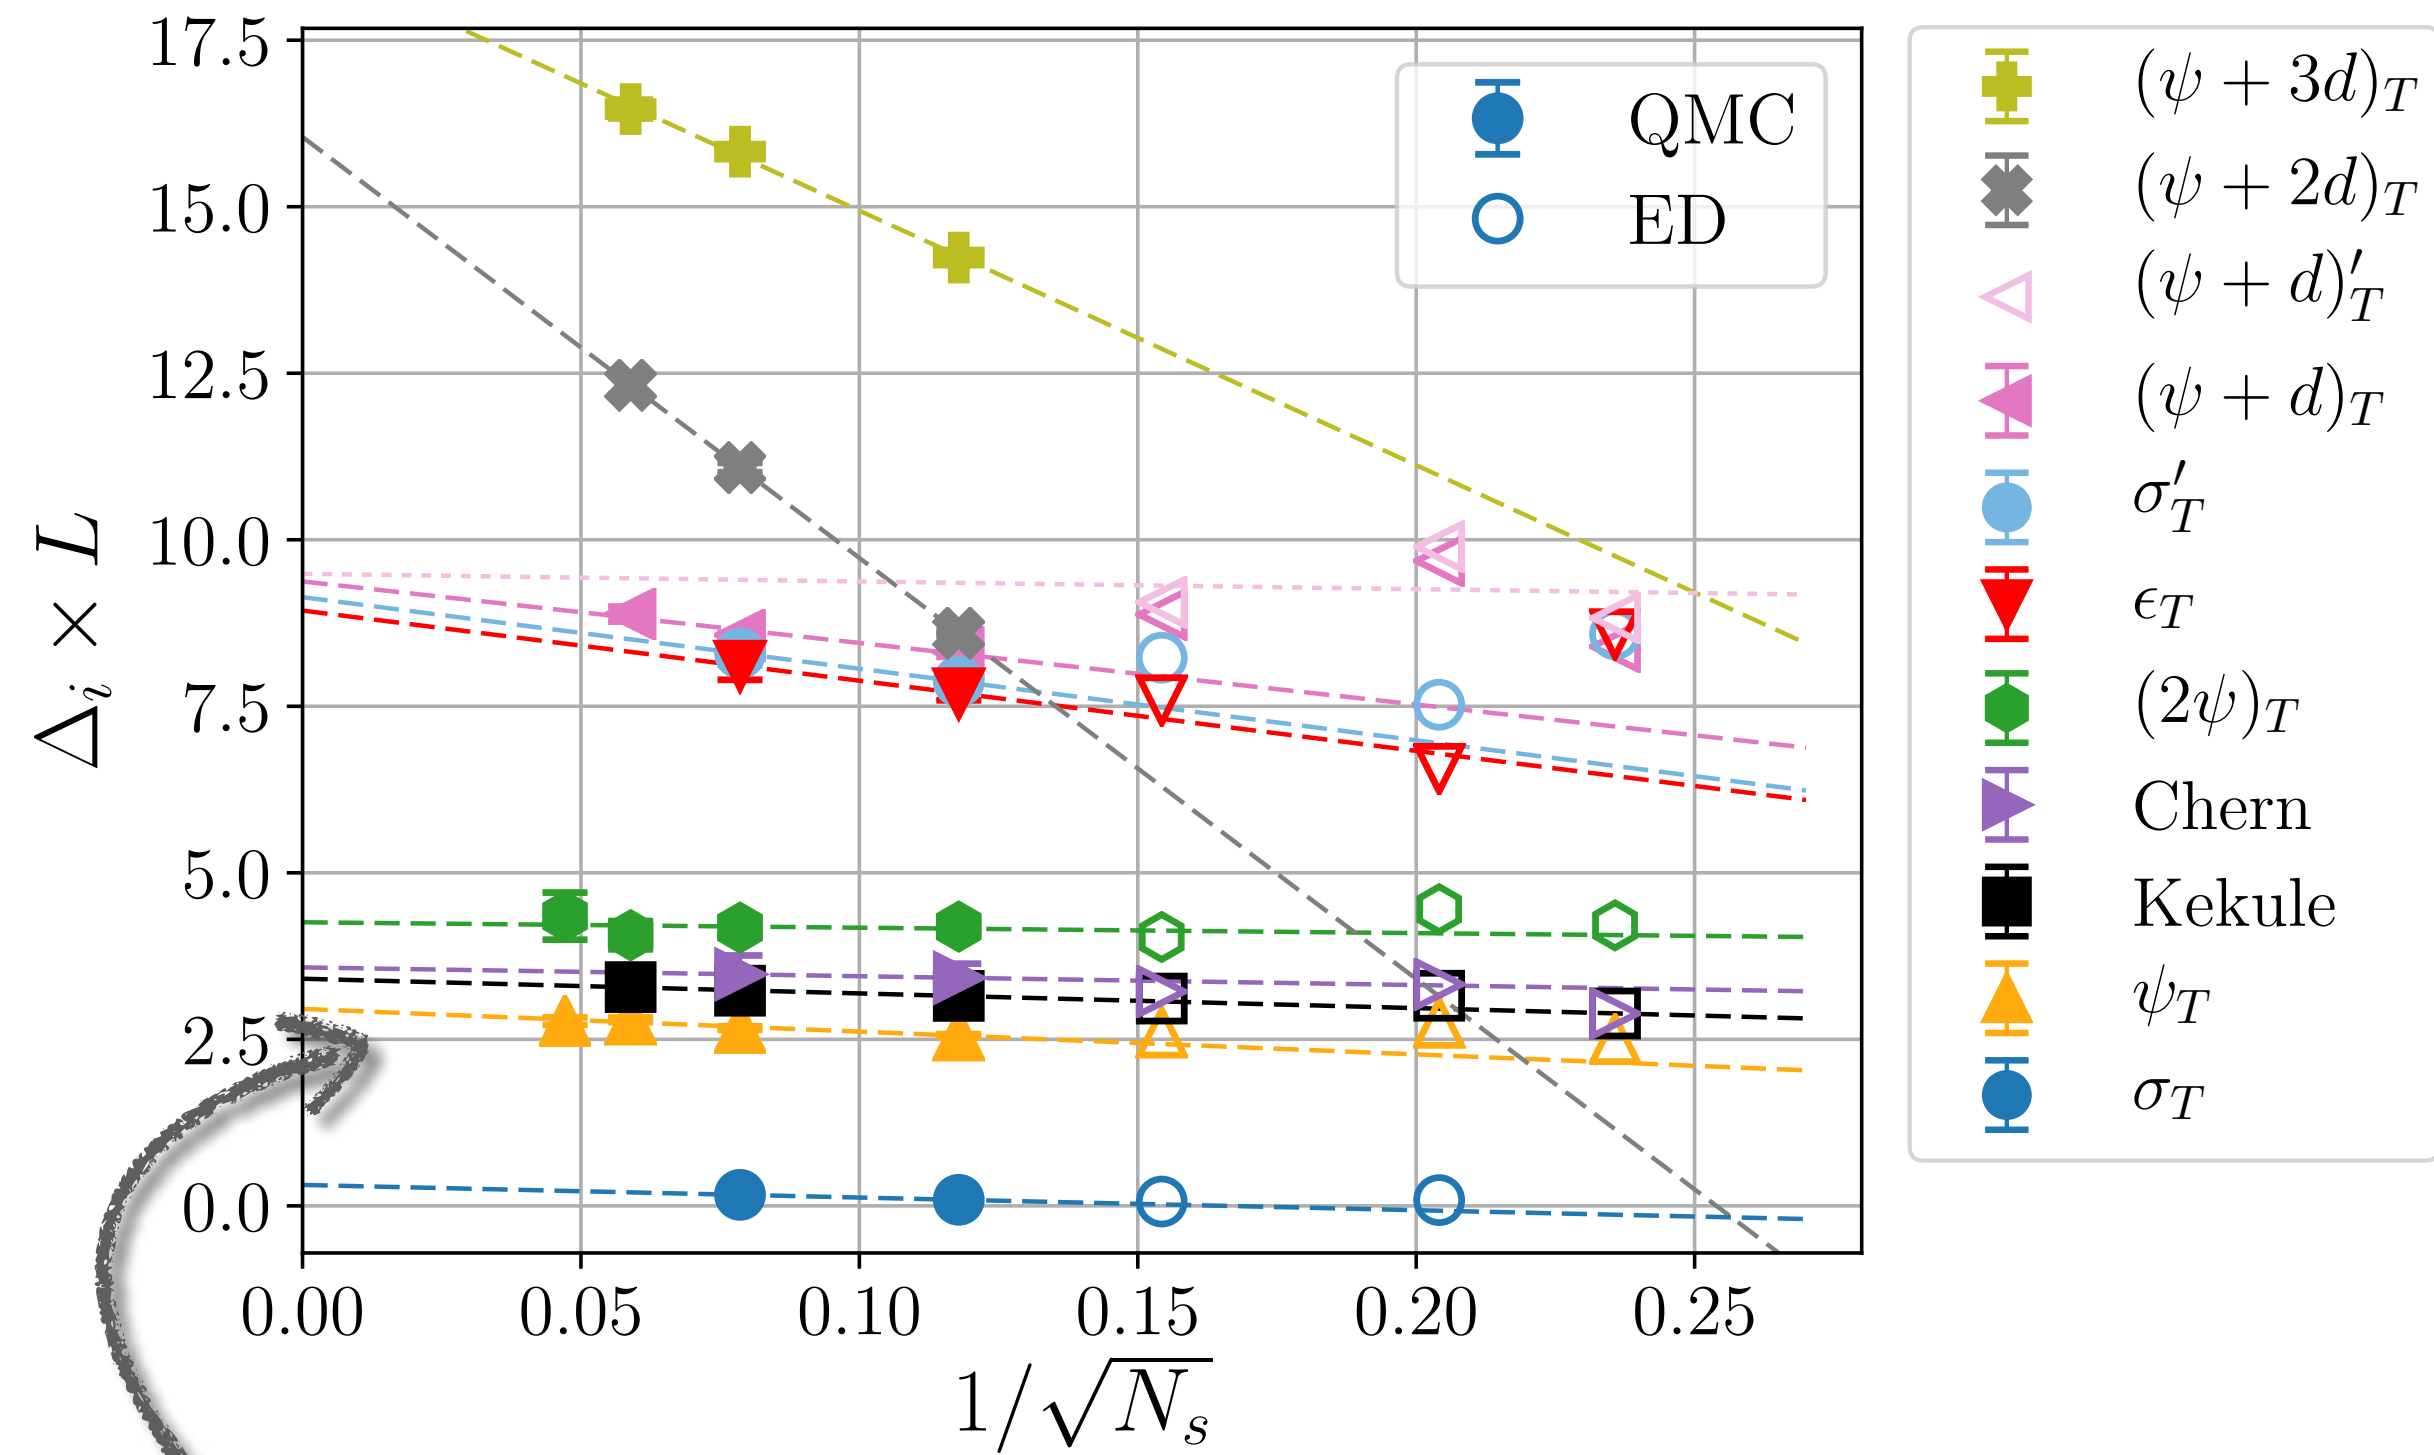 17.5
15.0
12.5
10.0
7.5
5.0
2.5
0.0
Δᵢ × L
0.00 0.05 0.10 0.15 0.20 0.25
1/√Nₛ
QMC
ED
(ψ + 3d)_T
(ψ + 2d)_T
(ψ + d)′_T
(ψ + d)_T
σ′_T
ϵ_T
(2ψ)_T
Chern
Kekule
ψ_T
σ_T